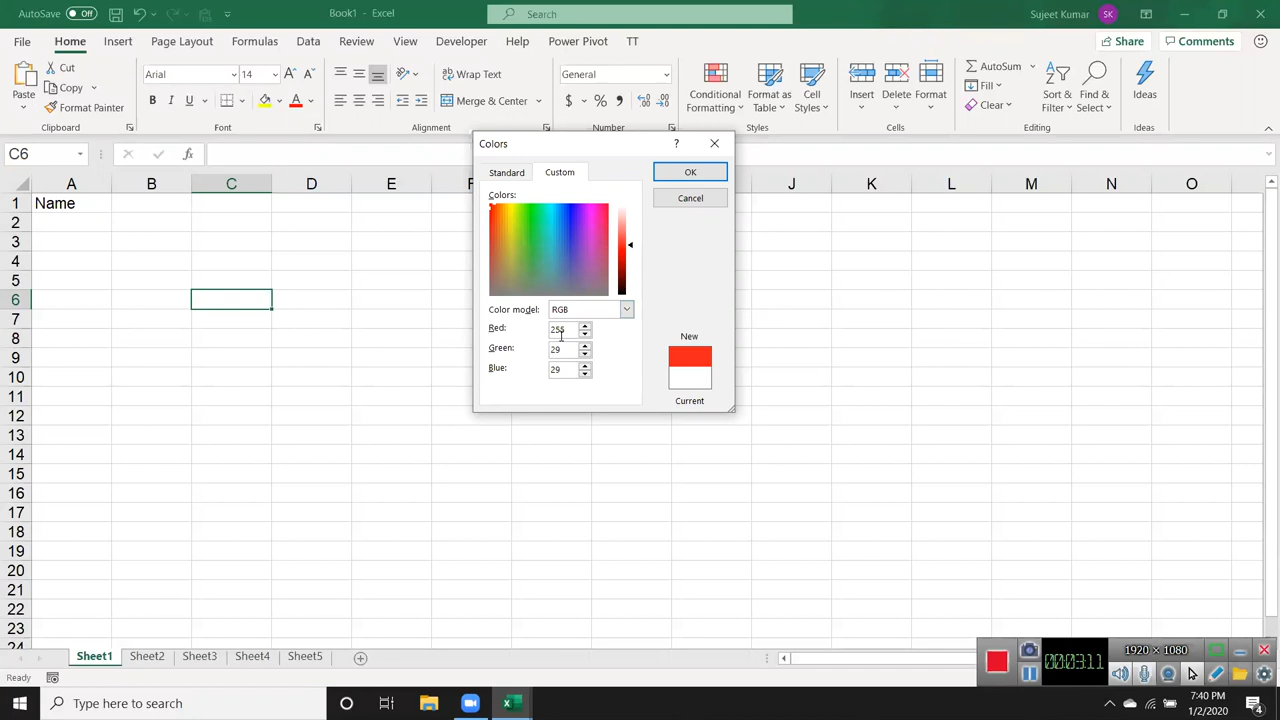 AutoSave Off Book1 - Excel Search Sujeet Kumar SK
File Home Insert Page Layout Formulas Data Review View Developer Help Power Pivot TT Share Comments
Paste Cut Copy Format Painter
Arial 14 A A
B I U A
Wrap Text
Merge & Center
General
$ % ,
Conditional Formatting Format as Table Cell Styles
Insert Delete Format
AutoSum Fill Clear
Sort & Filter Find & Select
Ideas
Clipboard Font Alignment Number Styles Cells Editing Ideas
C6 fx
Colors ?
Standard Custom OK
Colors: Cancel
Color model: RGB
Red: 255
Green: 29
Blue: 29
New
Current
A B C D E F J K L M N O
1 Name
2
3
4
5
6
7
8
9
10
11
12
13
14
15
16
17
18
19
20
21
22
23
24
Sheet1 Sheet2 Sheet3 Sheet4 Sheet5
Ready
1920 × 1080
00:03:11
Type here to search
7:40 PM
1/2/2020
4